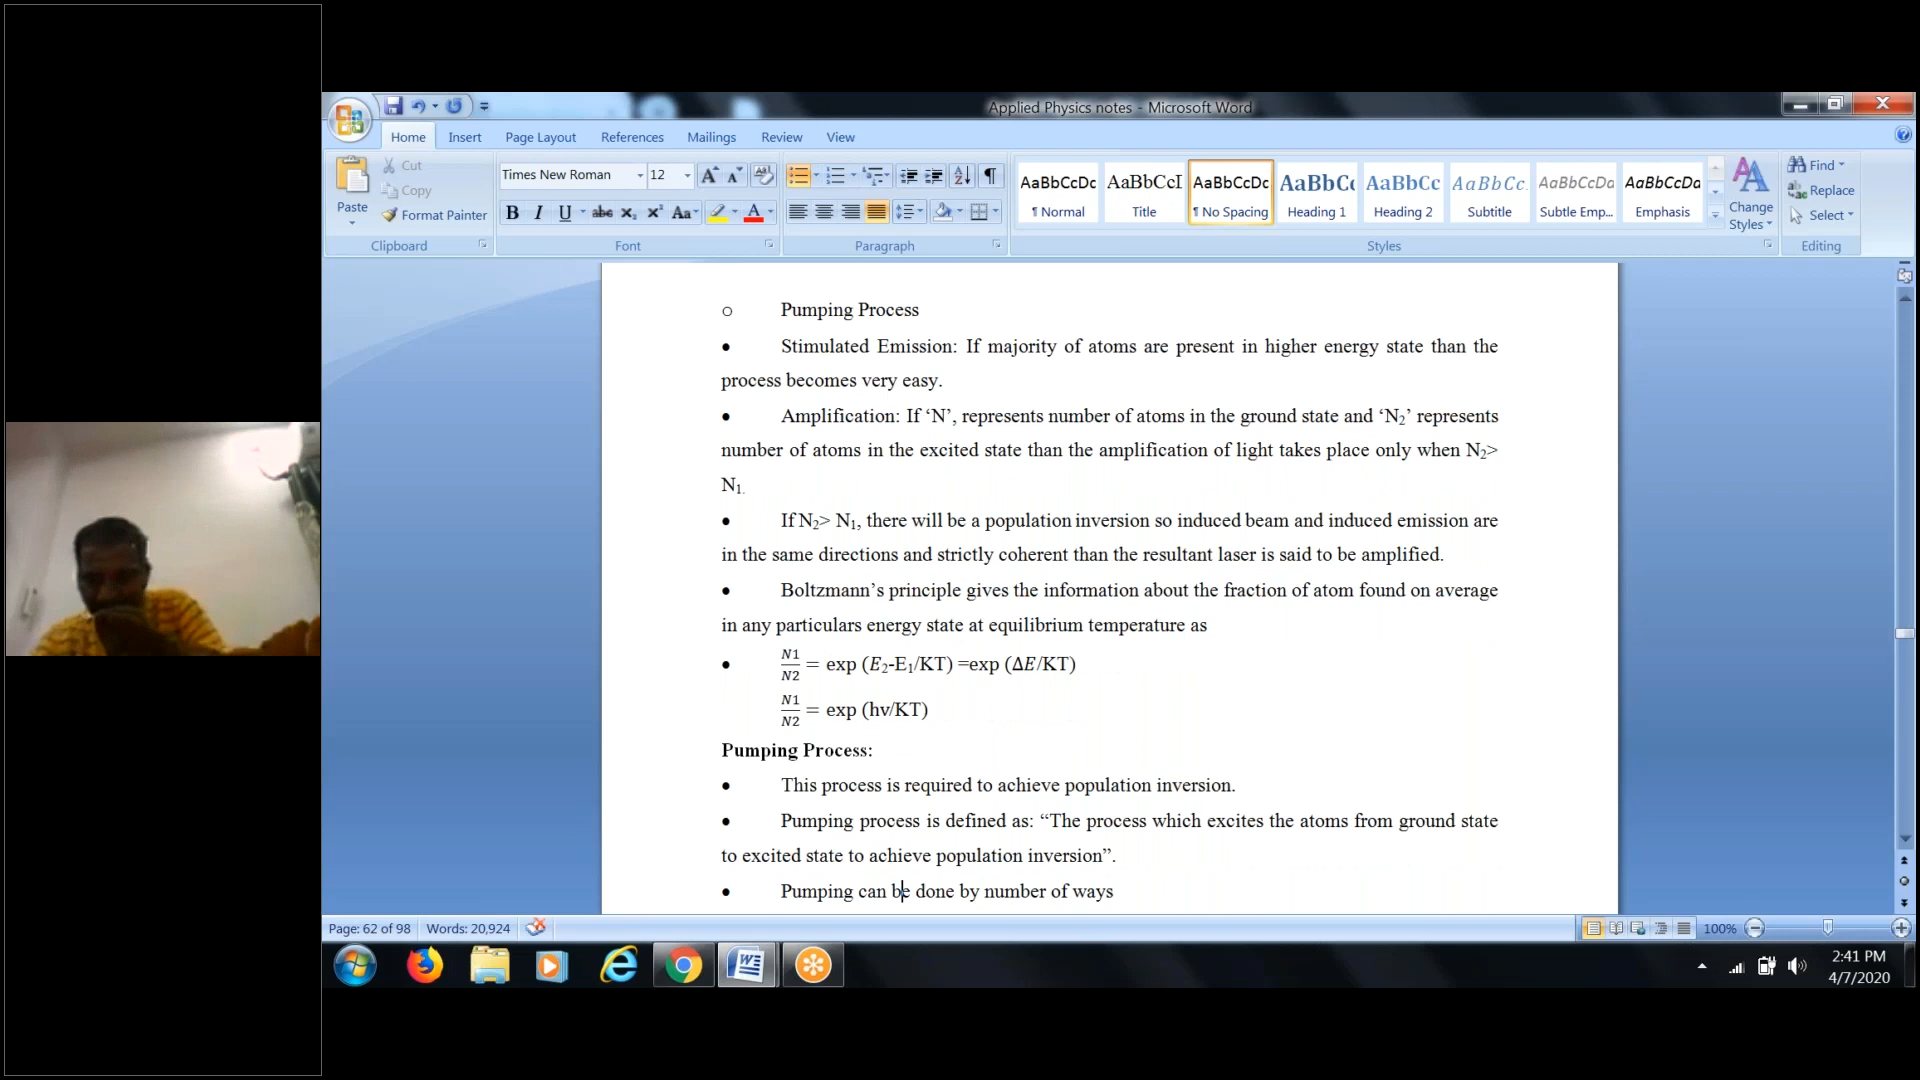 Applied Physics notes - Microsoft Word
Home Insert Page Layout References Mailings Review View
Paste
Cut
Copy
Format Painter
Clipboard
Times New Roman 12
B I U abc x₂ x² Aa A
Font
Paragraph
AaBbCcDc AaBbCcI AaBbCcDc AaBbCc AaBbCc AaBbCc. AaBbCcDa AaBbCcDa
¶ Normal Title ¶ No Spacing Heading 1 Heading 2 Subtitle Subtle Emp... Emphasis
Change Styles
Styles
Find
Replace
Select
Editing
o Pumping Process
• Stimulated Emission: If majority of atoms are present in higher energy state than the
process becomes very easy.
• Amplification: If ‘N’, represents number of atoms in the ground state and ‘N₂’ represents
number of atoms in the excited state than the amplification of light takes place only when N₂>
N₁.
• If N₂> N₁, there will be a population inversion so induced beam and induced emission are
in the same directions and strictly coherent than the resultant laser is said to be amplified.
• Boltzmann’s principle gives the information about the fraction of atom found on average
in any particulars energy state at equilibrium temperature as
• N1/N2 = exp (E₂-E₁/KT) =exp (ΔE/KT)
N1/N2 = exp (hv/KT)
Pumping Process:
• This process is required to achieve population inversion.
• Pumping process is defined as: “The process which excites the atoms from ground state
to excited state to achieve population inversion”.
• Pumping can be done by number of ways
Page: 62 of 98 Words: 20,924 100%
2:41 PM
4/7/2020